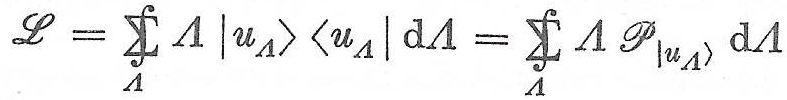 ℒ = ⨋_Λ Λ |u_Λ⟩ ⟨u_Λ| dΛ = ⨋_Λ Λ 𝒫_{|u_Λ⟩} dΛ